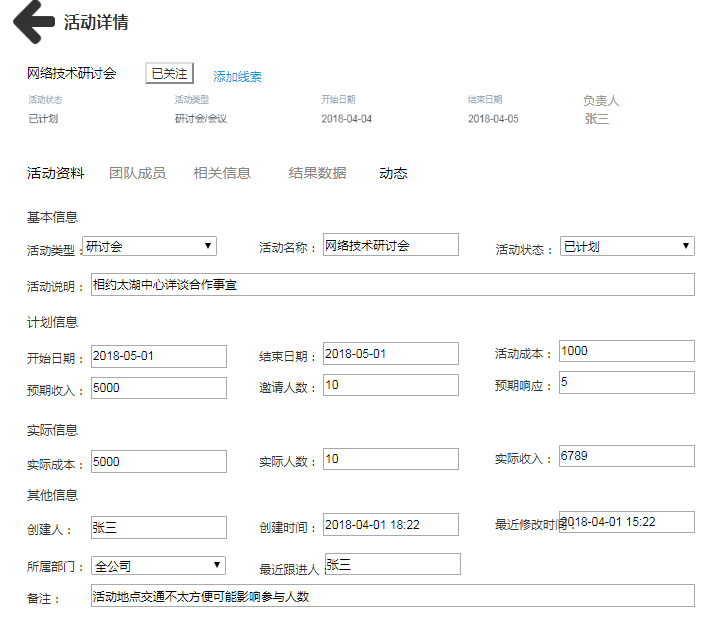 活动详情
网络技术研讨会 已关注 添加线素
活动状态 活动类型 开始日期 结束日期 负责人
已计划 研讨会/会议 2018-04-04 2018-04-05 张三
活动资料 团队成员 相关信息 结果数据 动态
基本信息
活动类型： 研讨会 活动名称： 网络技术研讨会 活动状态： 已计划
活动说明： 相约太湖中心详谈合作事宜
计划信息
开始日期： 2018-05-01 结束日期： 2018-05-01 活动成本： 1000
预期收入： 5000 邀请人数： 10 预期响应： 5
实际信息
实际成本： 5000 实际人数： 10 实际收入： 6789
其他信息
创建人： 张三 创建时间： 2018-04-01 18:22 最近修改时间： 2018-04-01 15:22
所属部门： 全公司 最近跟进人： 张三
备注： 活动地点交通不太方便可能影响参与人数